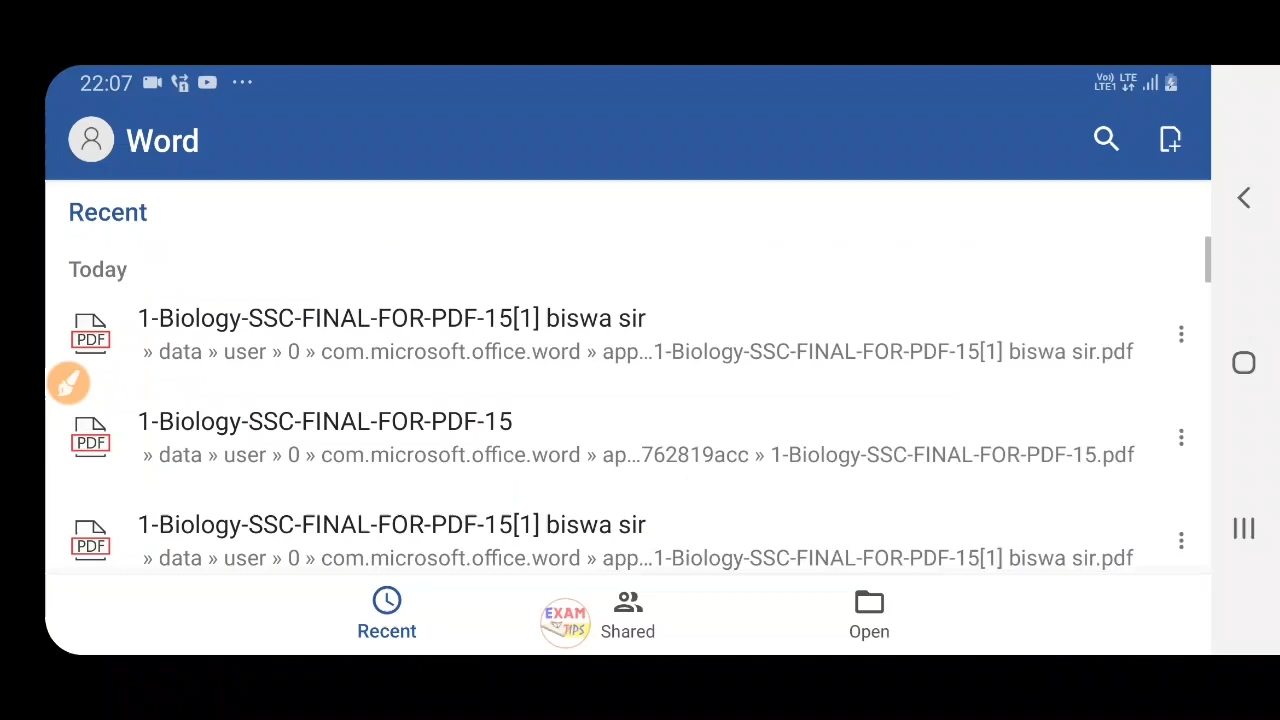 22:07
Vo) LTE
LTE1
Word
Recent
Today
1-Biology-SSC-FINAL-FOR-PDF-15[1] biswa sir
PDF
» data » user » 0 » com.microsoft.office.word » app...1-Biology-SSC-FINAL-FOR-PDF-15[1] biswa sir.pdf
1-Biology-SSC-FINAL-FOR-PDF-15
PDF
» data » user » 0 » com.microsoft.office.word » ap...762819acc » 1-Biology-SSC-FINAL-FOR-PDF-15.pdf
1-Biology-SSC-FINAL-FOR-PDF-15[1] biswa sir
PDF
» data » user » 0 » com.microsoft.office.word » app...1-Biology-SSC-FINAL-FOR-PDF-15[1] biswa sir.pdf
EXAM
TIPS
Recent
Shared
Open